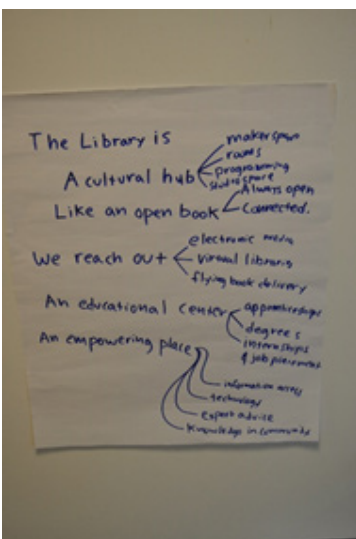 The Library is
A cultural hub
makerspaces
rooms
programming
studio space
Like an open book
Always open
Connected.
We reach out
electronic media
virtual libraries
flying book delivery
An educational center
apprenticeships
degrees
internships
& job placement
An empowering place
information access
technology
expert advice
knowledge in community